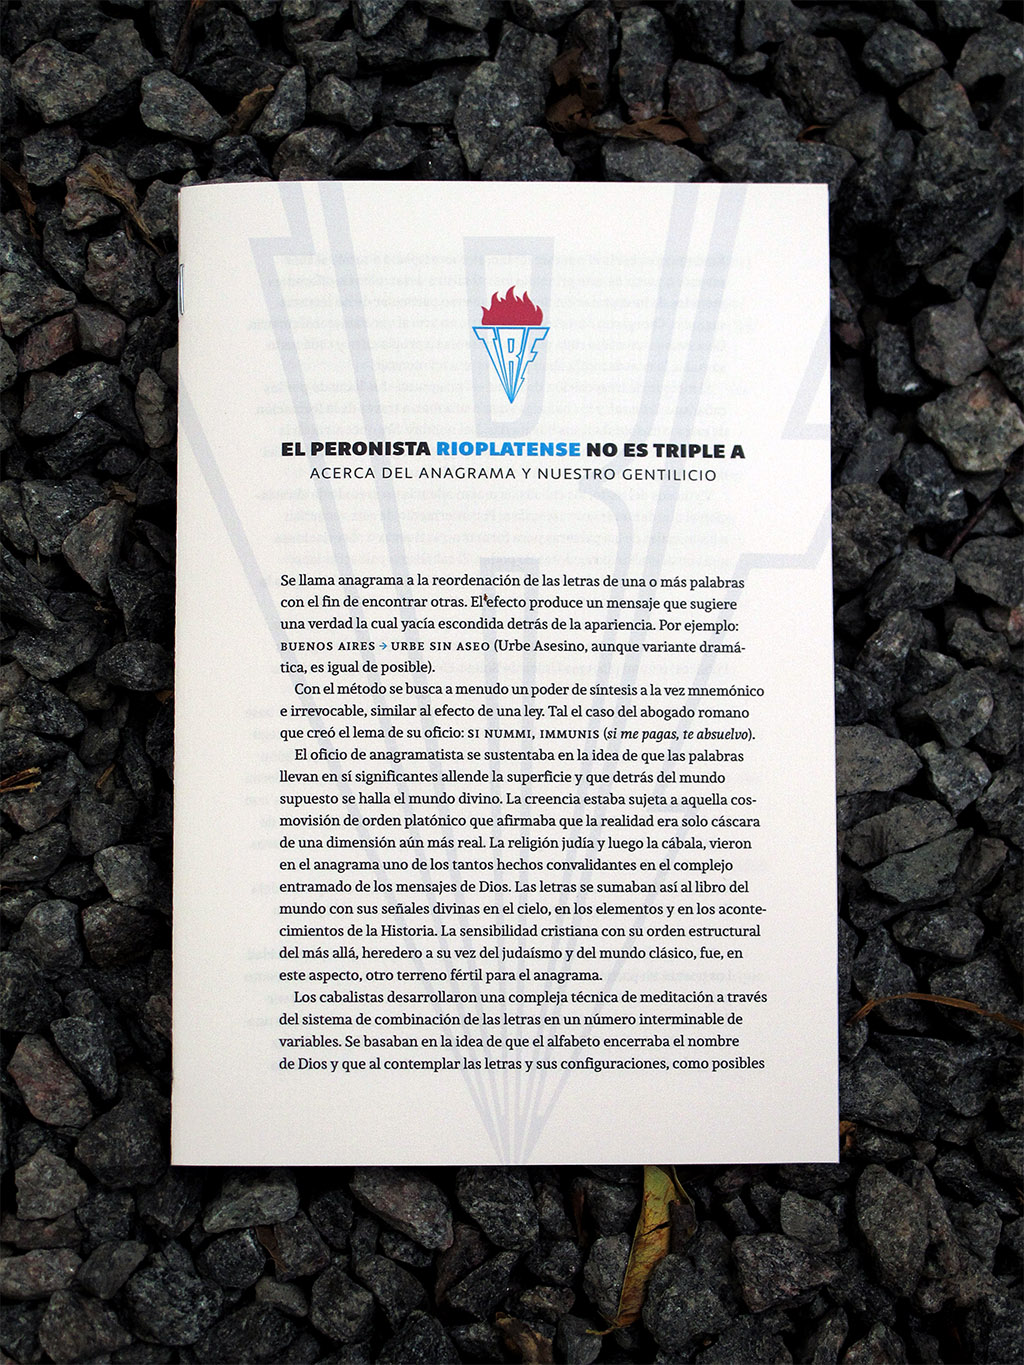 TRF
EL PERONISTA RIOPLATENSE NO ES TRIPLE A
ACERCA DEL ANAGRAMA Y NUESTRO GENTILICIO
Se llama anagrama a la reordenación de las letras de una o más palabras
con el fin de encontrar otras. El efecto produce un mensaje que sugiere
una verdad la cual yacía escondida detrás de la apariencia. Por ejemplo:
BUENOS AIRES → URBE SIN ASEO (Urbe Asesino, aunque variante dramá-
tica, es igual de posible).
Con el método se busca a menudo un poder de síntesis a la vez mnemónico
e irrevocable, similar al efecto de una ley. Tal el caso del abogado romano
que creó el lema de su oficio: SI NUMMI, IMMUNIS (si me pagas, te absuelvo).
El oficio de anagramatista se sustentaba en la idea de que las palabras
llevan en sí significantes allende la superficie y que detrás del mundo
supuesto se halla el mundo divino. La creencia estaba sujeta a aquella cos-
movisión de orden platónico que afirmaba que la realidad era solo cáscara
de una dimensión aún más real. La religión judía y luego la cábala, vieron
en el anagrama uno de los tantos hechos convalidantes en el complejo
entramado de los mensajes de Dios. Las letras se sumaban así al libro del
mundo con sus señales divinas en el cielo, en los elementos y en los aconte-
cimientos de la Historia. La sensibilidad cristiana con su orden estructural
del más allá, heredero a su vez del judaísmo y del mundo clásico, fue, en
este aspecto, otro terreno fértil para el anagrama.
Los cabalistas desarrollaron una compleja técnica de meditación a través
del sistema de combinación de las letras en un número interminable de
variables. Se basaban en la idea de que el alfabeto encerraba el nombre
de Dios y que al contemplar las letras y sus configuraciones, como posibles